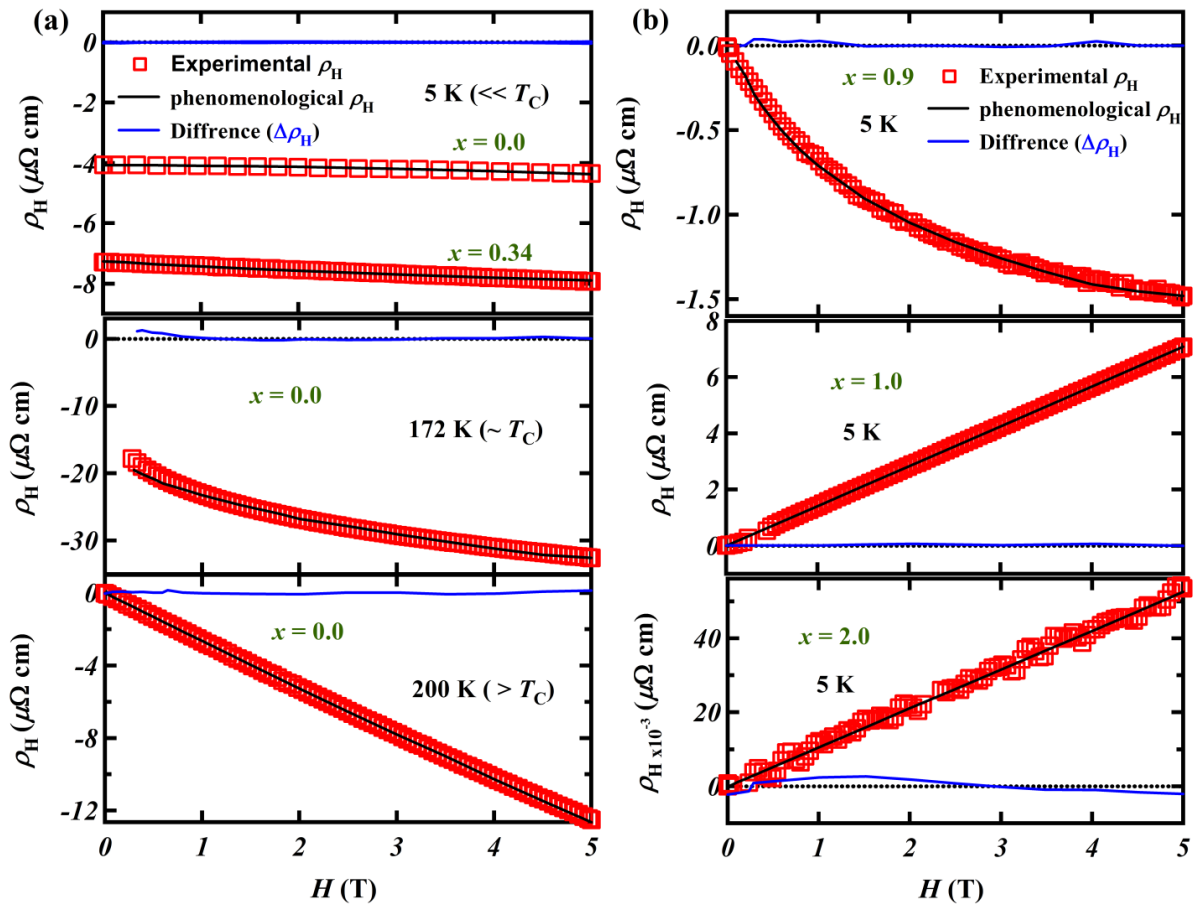 (a)
0
Experimental ρH
-2
5 K (<< TC)
phenomenological ρH
Diffrence (ΔρH)
x = 0.0
-4
ρH (μΩ cm)
-6
x = 0.34
-8
0
x = 0.0
-10
172 K (~ TC)
ρH (μΩ cm)
-20
-30
0
x = 0.0
-4
ρH (μΩ cm)
200 K ( > TC)
-8
-12
0 1 2 3 4 5
H (T)
(b)
0.0
x = 0.9
Experimental ρH
phenomenological ρH
5 K
Diffrence (ΔρH)
-0.5
ρH (μΩ cm)
-1.0
-1.5
8
6
x = 1.0
5 K
4
ρH (μΩ cm)
2
0
40
x = 2.0
5 K
20
ρH x10-3 (μΩ cm)
0
0 1 2 3 4 5
H (T)